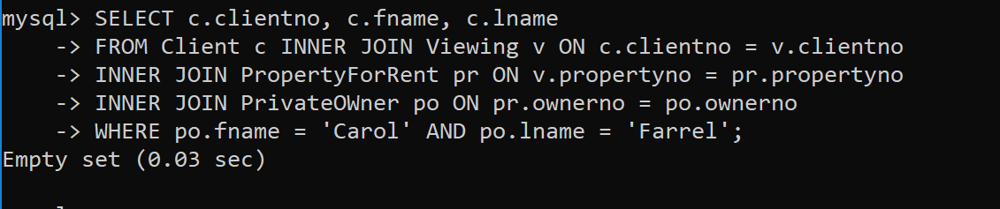 mysql> SELECT c.clientno, c.fname, c.lname
-> FROM Client c INNER JOIN Viewing v ON c.clientno = v.clientno
-> INNER JOIN PropertyForRent pr ON v.propertyno = pr.propertyno
-> INNER JOIN PrivateOWner po ON pr.ownerno = po.ownerno
-> WHERE po.fname = 'Carol' AND po.lname = 'Farrel';
Empty set (0.03 sec)